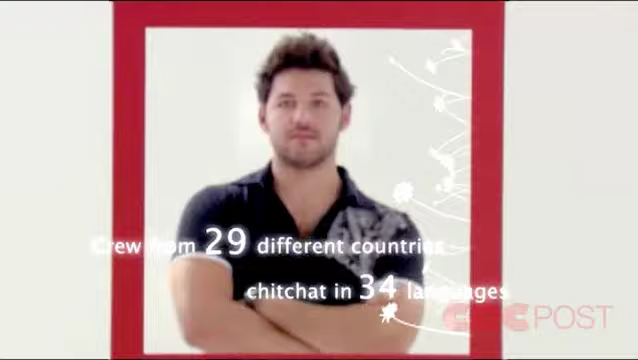 Crew from 29 different countries
chitchat in 34 languages
POST